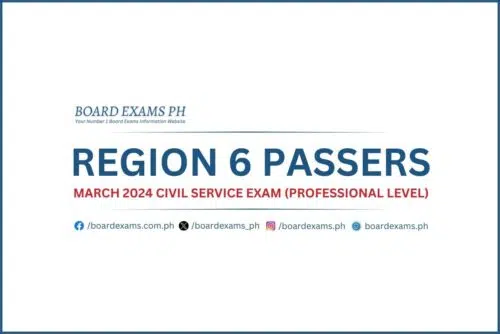 BOARD EXAMS PH
Your Number 1 Board Exams Information Website
REGION 6 PASSERS
MARCH 2024 CIVIL SERVICE EXAM (PROFESSIONAL LEVEL)
/boardexams.com.ph /boardexams_ph /boardexams.ph boardexams.ph